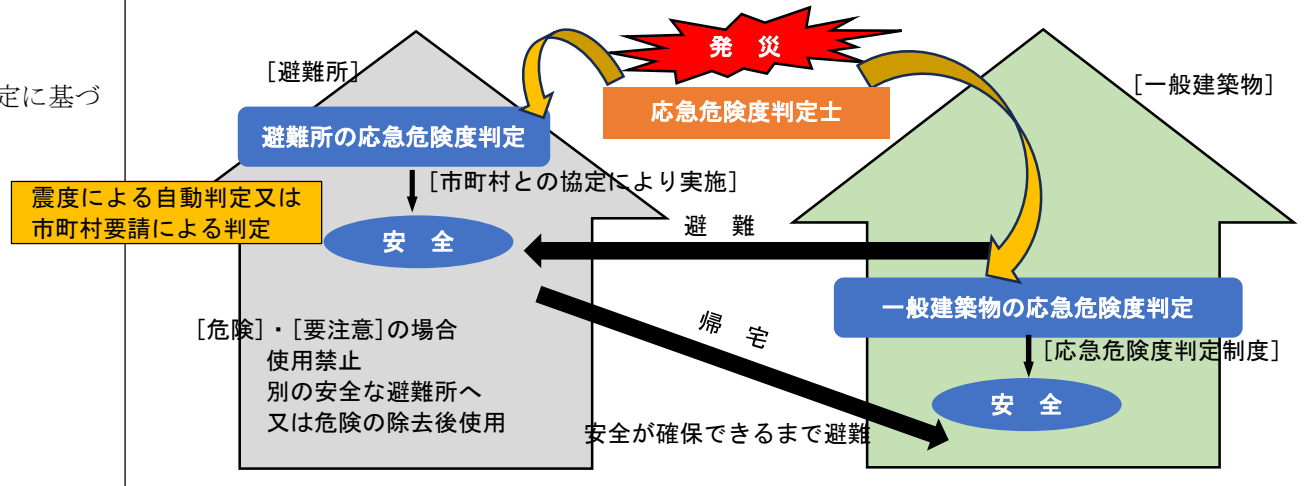 発 災
[避難所]
[一般建築物]
定に基づ
応急危険度判定士
避難所の応急危険度判定
[市町村との協定により実施]
震度による自動判定又は
市町村要請による判定
安 全
避 難
一般建築物の応急危険度判定
[危険]・[要注意]の場合
使用禁止
別の安全な避難所へ
又は危険の除去後使用
帰 宅
[応急危険度判定制度]
安 全
安全が確保できるまで避難